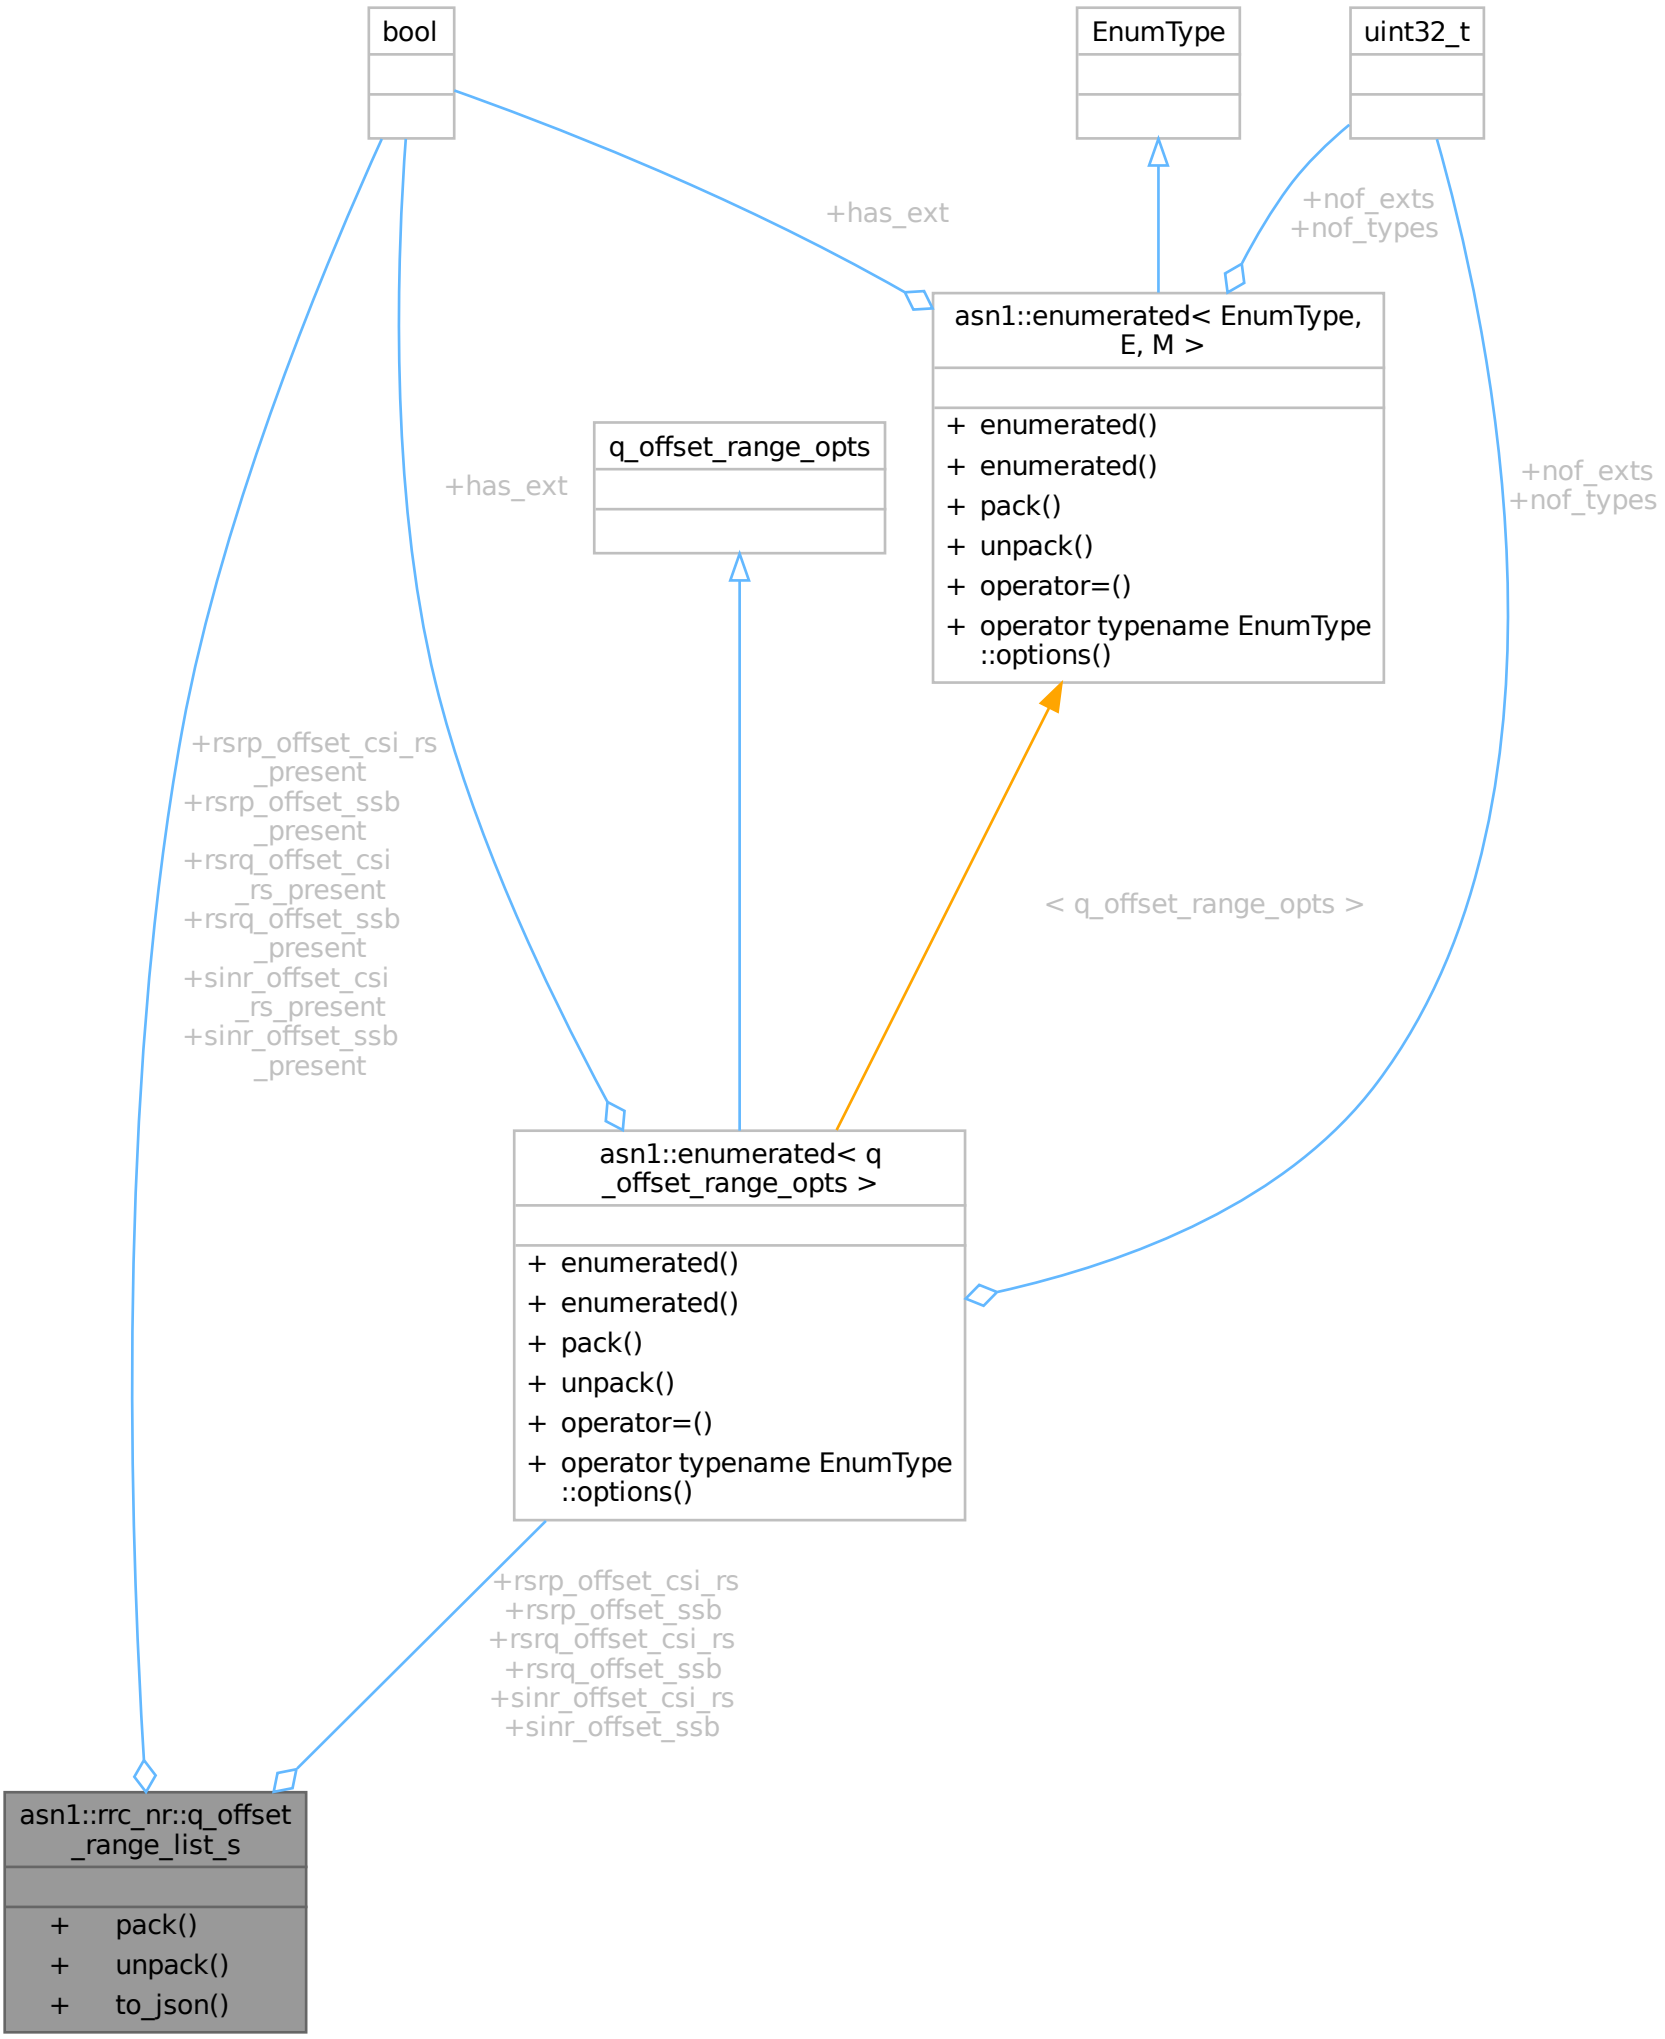 bool
EnumType
uint32_t
+has_ext
+nof_exts
+nof_types
asn1::enumerated< EnumType,
E, M >
+ enumerated()
+ enumerated()
+ pack()
+ unpack()
+ operator=()
+ operator typename EnumType
::options()
q_offset_range_opts
+has_ext
+nof_exts
+nof_types
+rsrp_offset_csi_rs
_present
+rsrp_offset_ssb
_present
+rsrq_offset_csi
_rs_present
+rsrq_offset_ssb
_present
+sinr_offset_csi
_rs_present
+sinr_offset_ssb
_present
< q_offset_range_opts >
asn1::enumerated< q
_offset_range_opts >
+ enumerated()
+ enumerated()
+ pack()
+ unpack()
+ operator=()
+ operator typename EnumType
::options()
+rsrp_offset_csi_rs
+rsrp_offset_ssb
+rsrq_offset_csi_rs
+rsrq_offset_ssb
+sinr_offset_csi_rs
+sinr_offset_ssb
asn1::rrc_nr::q_offset
_range_list_s
+ pack()
+ unpack()
+ to_json()